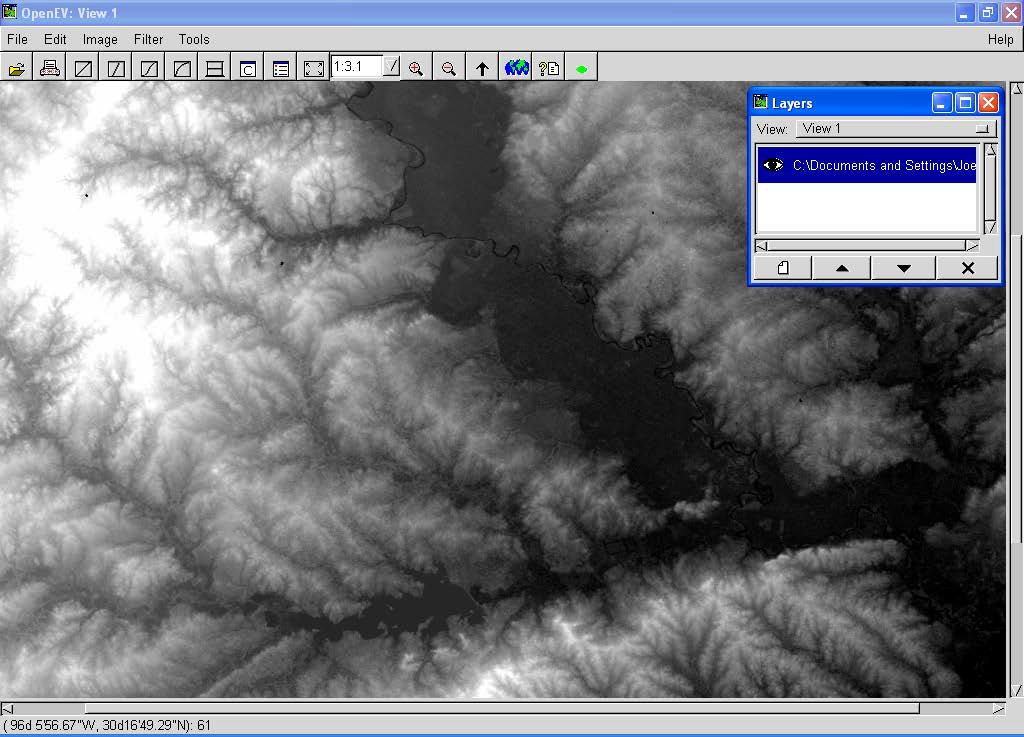 OpenEV: View 1
File Edit Image Filter Tools Help
C 1:3.1 ?
Layers
View: View 1
C:\Documents and Settings\Joe
( 96d 5'56.67"W, 30d16'49.29"N): 61